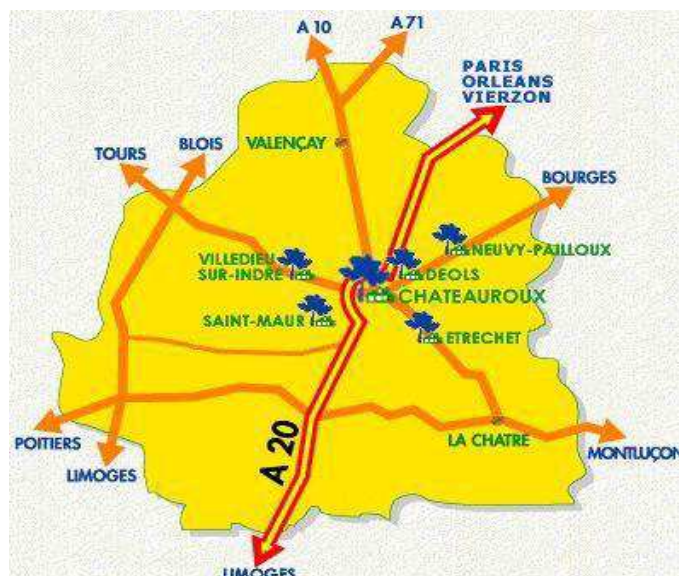 A 10
A 71
PARIS
ORLEANS
VIERZON
VALENÇAY
BLOIS
TOURS
BOURGES
NEUVY-PAILLOUX
VILLEDIEU
SUR-INDRE
DEOLS
CHATEAUROUX
SAINT-MAUR
ETRECHET
A 20
POITIERS
LIMOGES
LA CHATRE
MONTLUÇON
LIMOGES